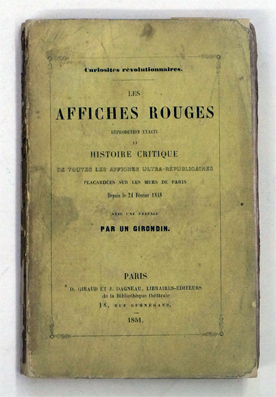 Curiosités révolutionnaires.
LES
AFFICHES ROUGES
REPRODUCTION EXACTE
ET
HISTOIRE CRITIQUE
DE TOUTES LES AFFICHES ULTRA-RÉPUBLICAINES
PLACARDÉES SUR LES MURS DE PARIS
Depuis le 24 Février 1848
AVEC UNE PRÉFACE
PAR UN GIRONDIN.
PARIS
D. GIRAUD ET J. DAGNEAU, LIBRAIRES-ÉDITEURS
de la Bibliothèque théâtrale
18, RUE GUÉNÉGAUD.
1851.